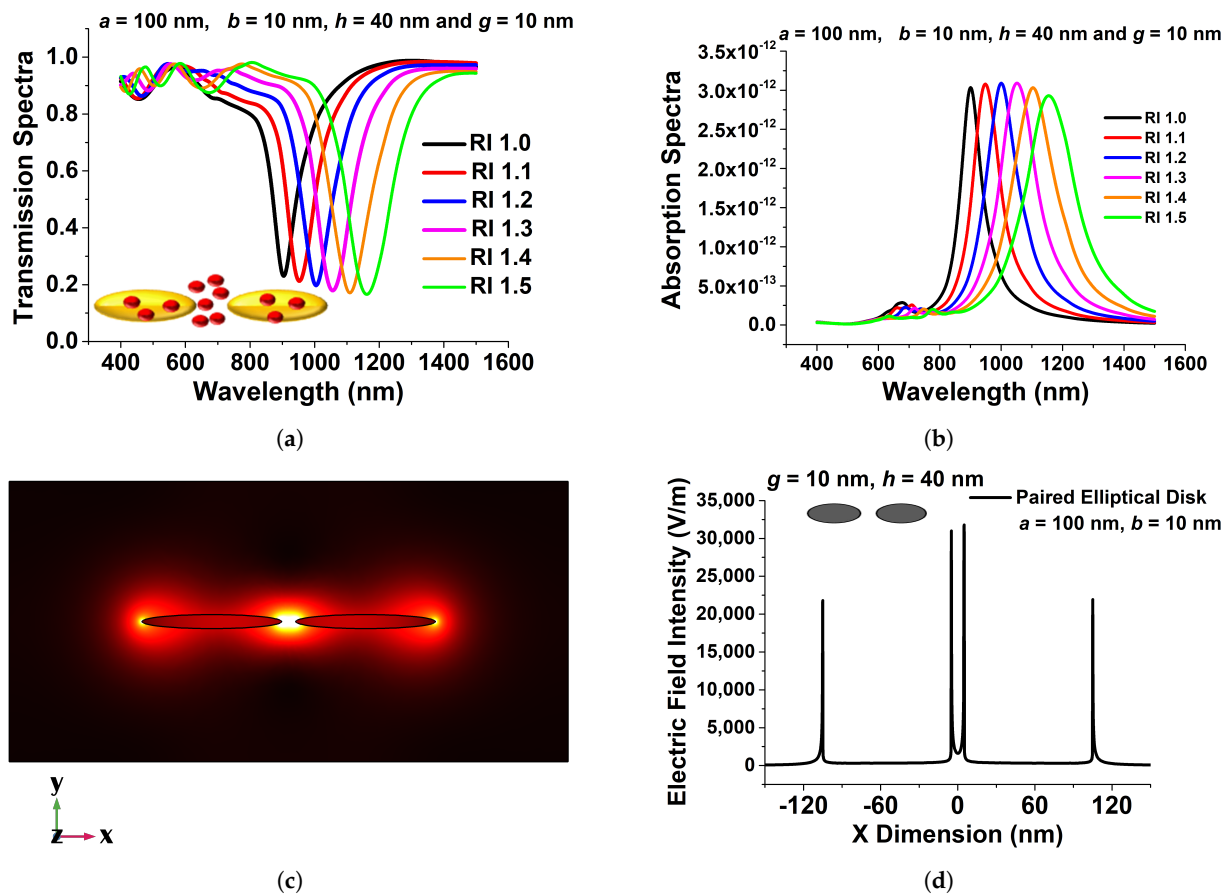 a = 100 nm, b = 10 nm, h = 40 nm and g = 10 nm
Transmission Spectra
1.0
0.8
0.6
0.4
0.2
0.0
RI 1.0
RI 1.1
RI 1.2
RI 1.3
RI 1.4
RI 1.5
400 600 800 1000 1200 1400 1600
Wavelength (nm)
(a)
a = 100 nm, b = 10 nm, h = 40 nm and g = 10 nm
Absorption Spectra
3.5x10-12
3.0x10-12
2.5x10-12
2.0x10-12
1.5x10-12
1.0x10-12
5.0x10-13
0.0
RI 1.0
RI 1.1
RI 1.2
RI 1.3
RI 1.4
RI 1.5
400 600 800 1000 1200 1400 1600
Wavelength (nm)
(b)
y
z x
(c)
g = 10 nm, h = 40 nm
Electric Field Intensity (V/m)
35,000
30,000
25,000
20,000
15,000
10,000
5,000
0
Paired Elliptical Disk
a = 100 nm, b = 10 nm
-120 -60 0 60 120
X Dimension (nm)
(d)